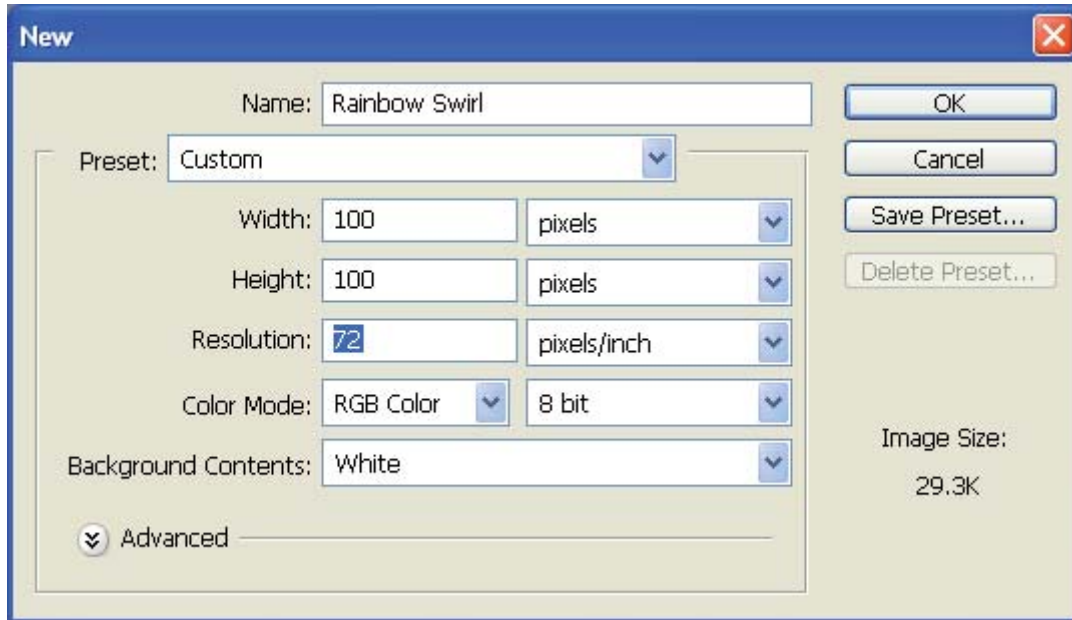 New
Name: Rainbow Swirl
OK
Preset: Custom
Cancel
Width: 100 pixels
Save Preset...
Height: 100 pixels
Delete Preset...
Resolution: 72 pixels/inch
Color Mode: RGB Color 8 bit
Background Contents: White
Image Size:
29.3K
Advanced